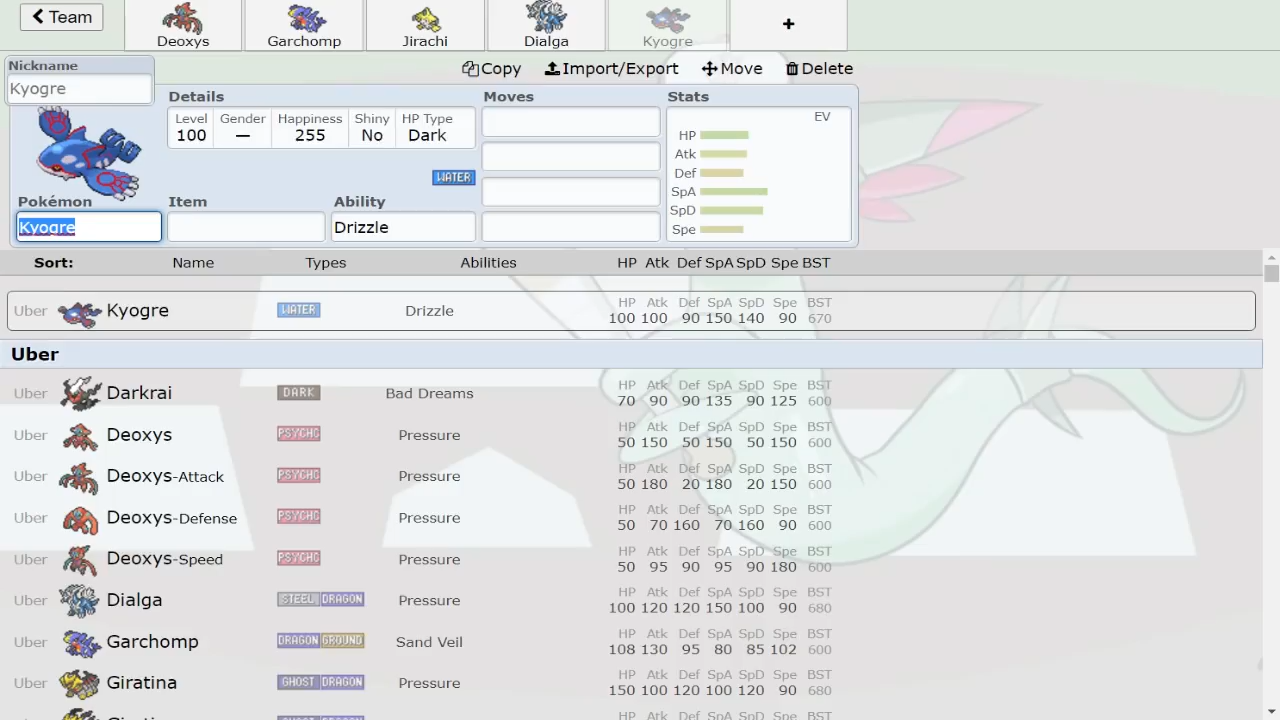 Team
Deoxys
Garchomp
Jirachi
Dialga
Kyogre
+
Copy
Import/Export
Move
Delete
Nickname
Kyogre
Details
Level
100
Gender
—
Happiness
255
Shiny
No
HP Type
Dark
WATER
Pokémon
Kyogre
Item
Ability
Drizzle
Moves
Stats
EV
HP
Atk
Def
SpA
SpD
Spe
Sort: Name Types Abilities HP Atk Def SpA SpD Spe BST
HP Atk Def SpA SpD Spe BST
Uber Kyogre WATER Drizzle 100 100 90 150 140 90 670
Uber
HP Atk Def SpA SpD Spe BST
Uber Darkrai DARK Bad Dreams 70 90 90 135 90 125 600
HP Atk Def SpA SpD Spe BST
Uber Deoxys PSYCHC Pressure 50 150 50 150 50 150 600
HP Atk Def SpA SpD Spe BST
Uber Deoxys-Attack PSYCHC Pressure 50 180 20 180 20 150 600
HP Atk Def SpA SpD Spe BST
Uber Deoxys-Defense PSYCHC Pressure 50 70 160 70 160 90 600
HP Atk Def SpA SpD Spe BST
Uber Deoxys-Speed PSYCHC Pressure 50 95 90 95 90 180 600
HP Atk Def SpA SpD Spe BST
Uber Dialga STEEL DRAGON Pressure 100 120 120 150 100 90 680
HP Atk Def SpA SpD Spe BST
Uber Garchomp DRAGON GROUND Sand Veil 108 130 95 80 85 102 600
HP Atk Def SpA SpD Spe BST
Uber Giratina GHOST DRAGON Pressure 150 100 120 100 120 90 680
HP Atk Def SpA SpD Spe BST